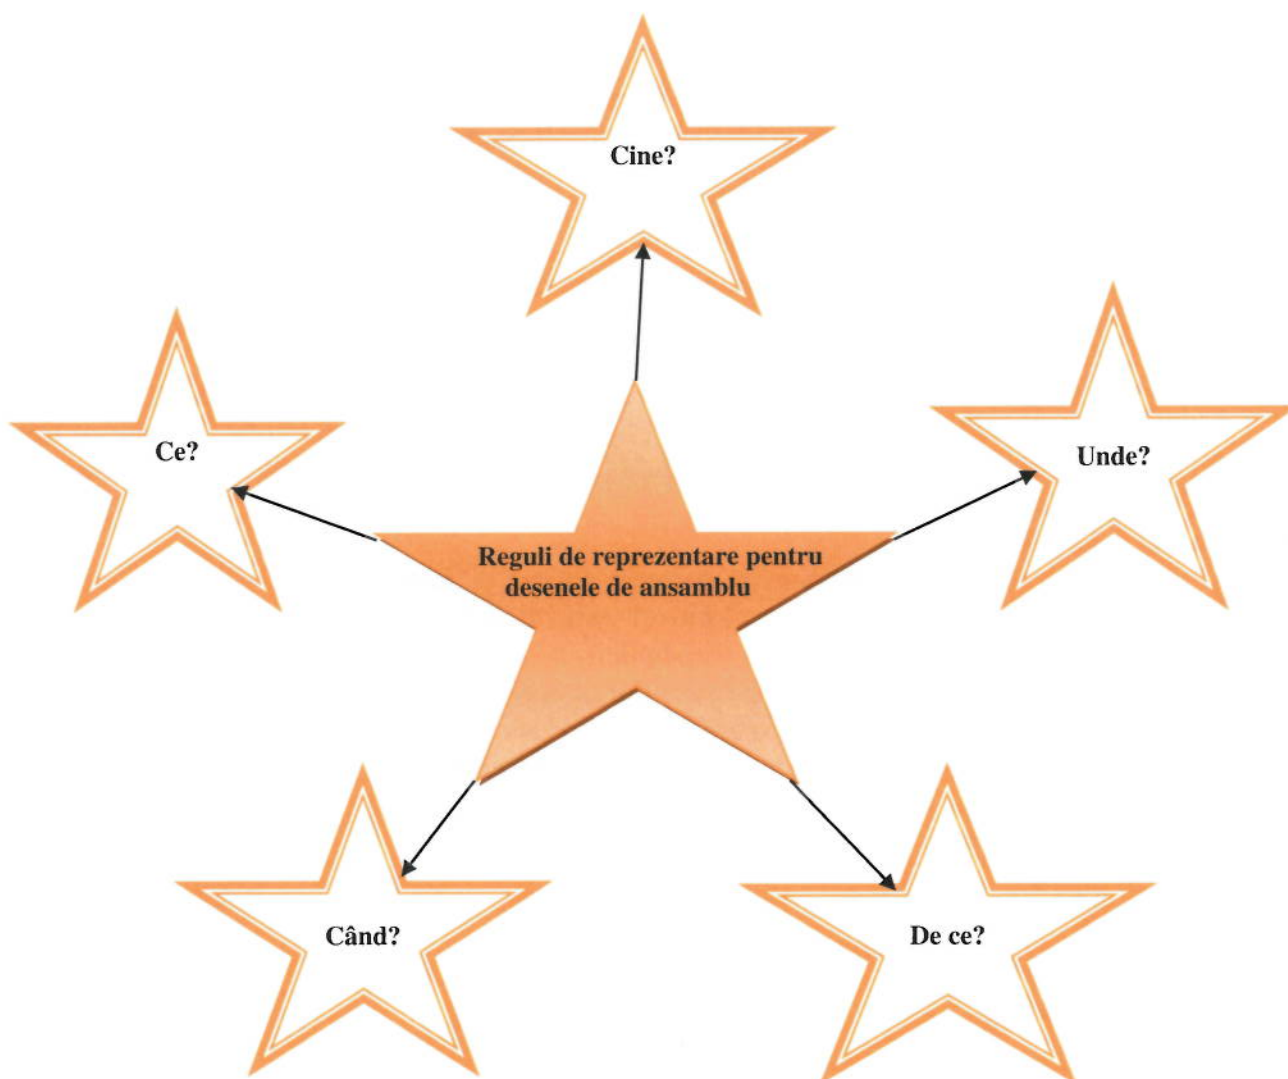 Cine?
Ce?
Unde?
Reguli de reprezentare pentru
desenele de ansamblu
Când?
De ce?